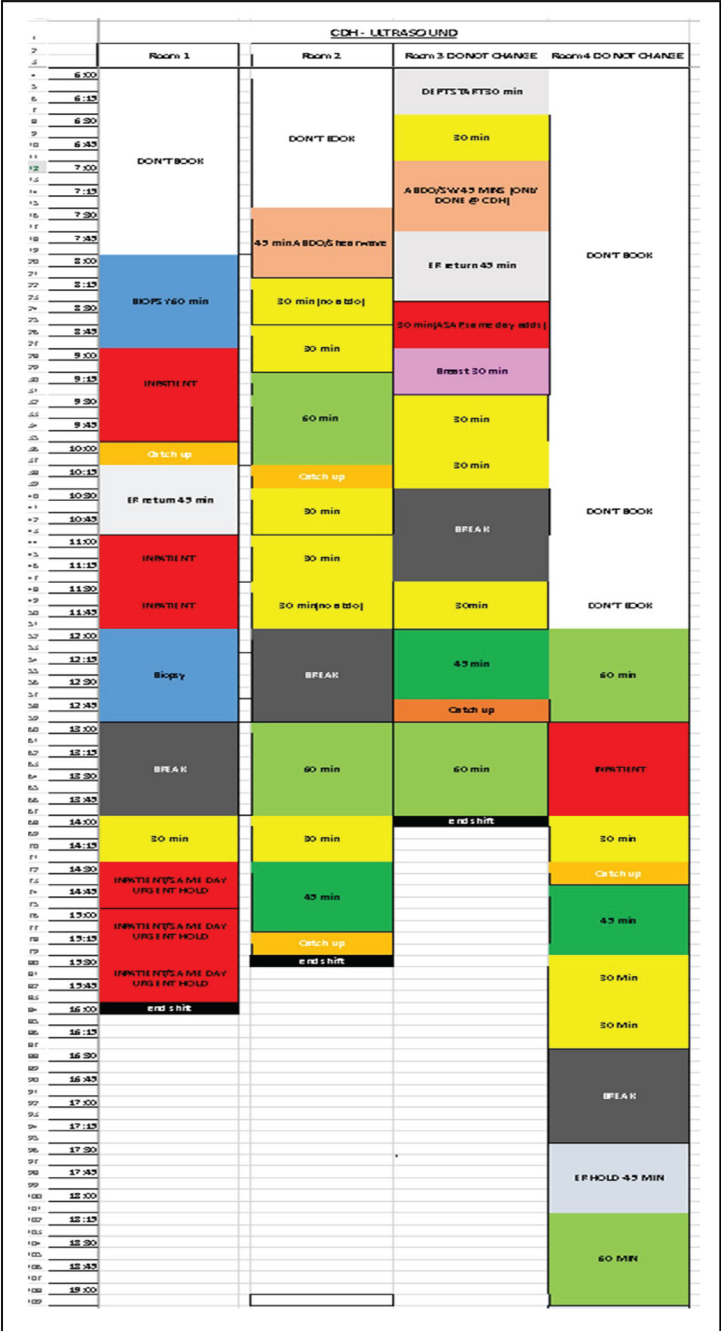 CDH - ULTRASOUND
Room 1
Room 2
Room 3 DO NOT CHANGE
Room 4 DO NOT CHANGE
6:00
6:15
6:30
6:45
7:00
7:15
7:30
7:45
8:00
8:15
8:30
8:45
9:00
9:15
9:30
9:45
10:00
10:15
10:30
10:45
11:00
11:15
11:30
11:45
12:00
12:15
12:30
12:45
13:00
13:15
13:30
13:45
14:00
14:15
14:30
14:45
15:00
15:15
15:30
15:45
16:00
16:15
16:30
16:45
17:00
17:15
17:30
17:45
18:00
18:15
18:30
18:45
19:00
DON'T BOOK
BIOPSY 60 min
INPATIENT
Catch up
ER return 45 min
INPATIENT
INPATIENT
Biopsy
BREAK
30 min
INPATIENT/SAME DAY
URGENT HOLD
INPATIENT/SAME DAY
URGENT HOLD
INPATIENT/SAME DAY
URGENT HOLD
end shift
DON'T BOOK
45 min ABDO/Shearwave
30 min (no abdo)
30 min
60 min
Catch up
30 min
30 min
30 min(no abdo)
BREAK
60 min
30 min
45 min
Catch up
end shift
DEPT START 30 min
30 min
ABDO/SW 45 MINS (ONLY
DONE @ CDH)
ER return 45 min
30 min(ASAP/same day adds)
Breast 30 min
30 min
30 min
BREAK
30min
45 min
Catch up
60 min
end shift
DON'T BOOK
DON'T BOOK
DON'T BOOK
60 min
INPATIENT
30 min
Catch up
45 min
30 Min
30 Min
BREAK
ER HOLD 45 MIN
60 MIN